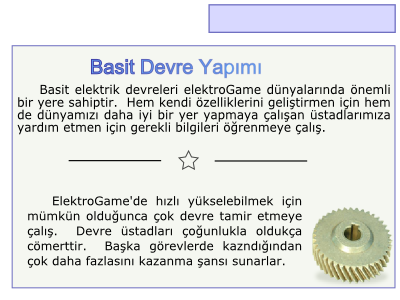 Basit Devre Yapımı
Basit elektrik devreleri elektroGame dünyalarında önemli
bir yere sahiptir.  Hem kendi özelliklerini geliştirmen için hem
de dünyamızı daha iyi bir yer yapmaya çalışan üstadlarımıza
yardım etmen için gerekli bilgileri öğrenmeye çalış.
ElektroGame'de hızlı yükselebilmek için
mümkün olduğunca çok devre tamir etmeye
çalış.  Devre üstadları çoğunlukla oldukça
cömerttir.  Başka görevlerde kazndığından
çok daha fazlasını kazanma şansı sunarlar.